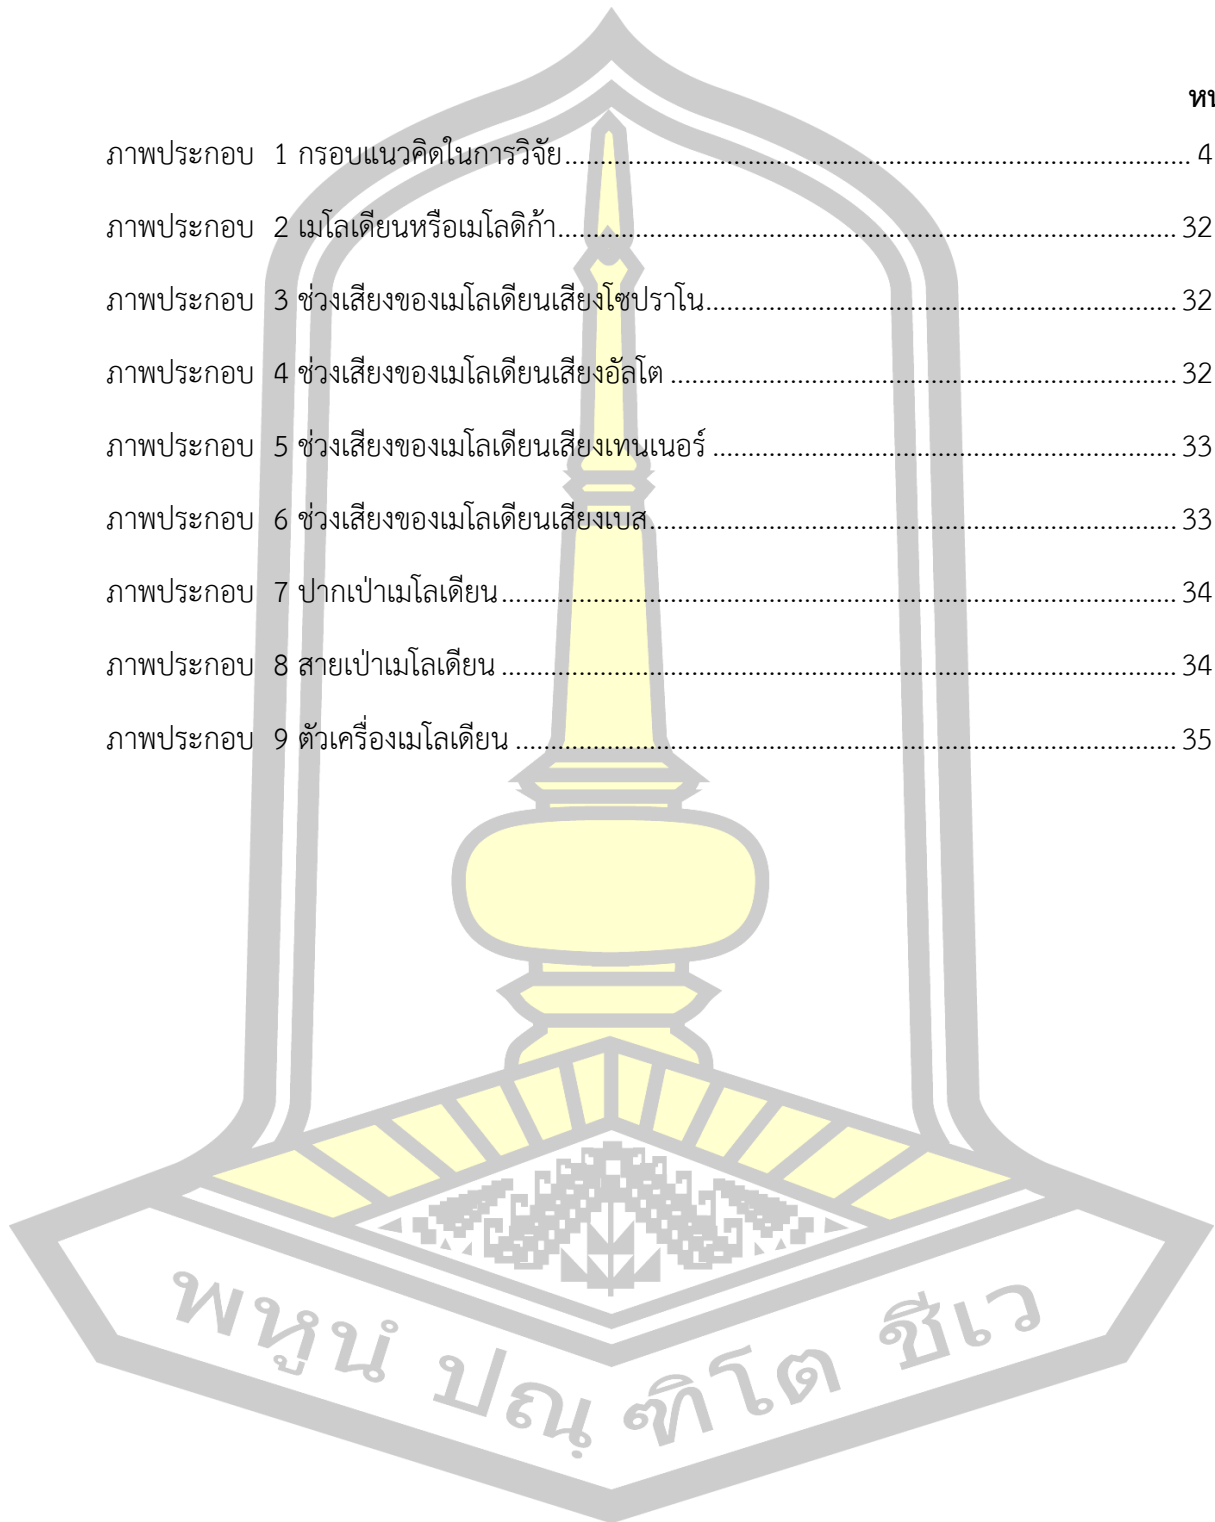 ภาพประกอบ 1 กรอบแนวคิดในการวิจัย.......................................................................................... 4
ภาพประกอบ 2 เมโลเดียนหรือเมโลดิก้า......................................................................................... 32
ภาพประกอบ 3 ช่วงเสียงของเมโลเดียนเสียงโซปราโน.................................................................... 32
ภาพประกอบ 4 ช่วงเสียงของเมโลเดียนเสียงอัลโต ......................................................................... 32
ภาพประกอบ 5 ช่วงเสียงของเมโลเดียนเสียงเทนเนอร์ ................................................................... 33
ภาพประกอบ 6 ช่วงเสียงของเมโลเดียนเสียงเบส............................................................................ 33
ภาพประกอบ 7 ปากเป่าเมโลเดียน................................................................................................. 34
ภาพประกอบ 8 สายเป่าเมโลเดียน ................................................................................................. 34
ภาพประกอบ 9 ตัวเครื่องเมโลเดียน ............................................................................................... 35
พหูนํ ปณฺฑิโต ชีเว